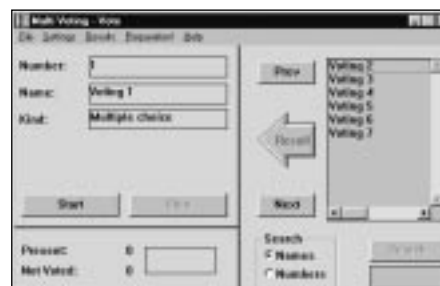 Multi Voting - Vote
File Settings Results Help
Number: 1
Name: Voting 1
Kind: Multiple choice
Start
Present: 0
Not Voted: 0
Prev
Recall
Next
Voting 2
Voting 3
Voting 4
Voting 5
Voting 6
Voting 7
Search
Names
Numbers